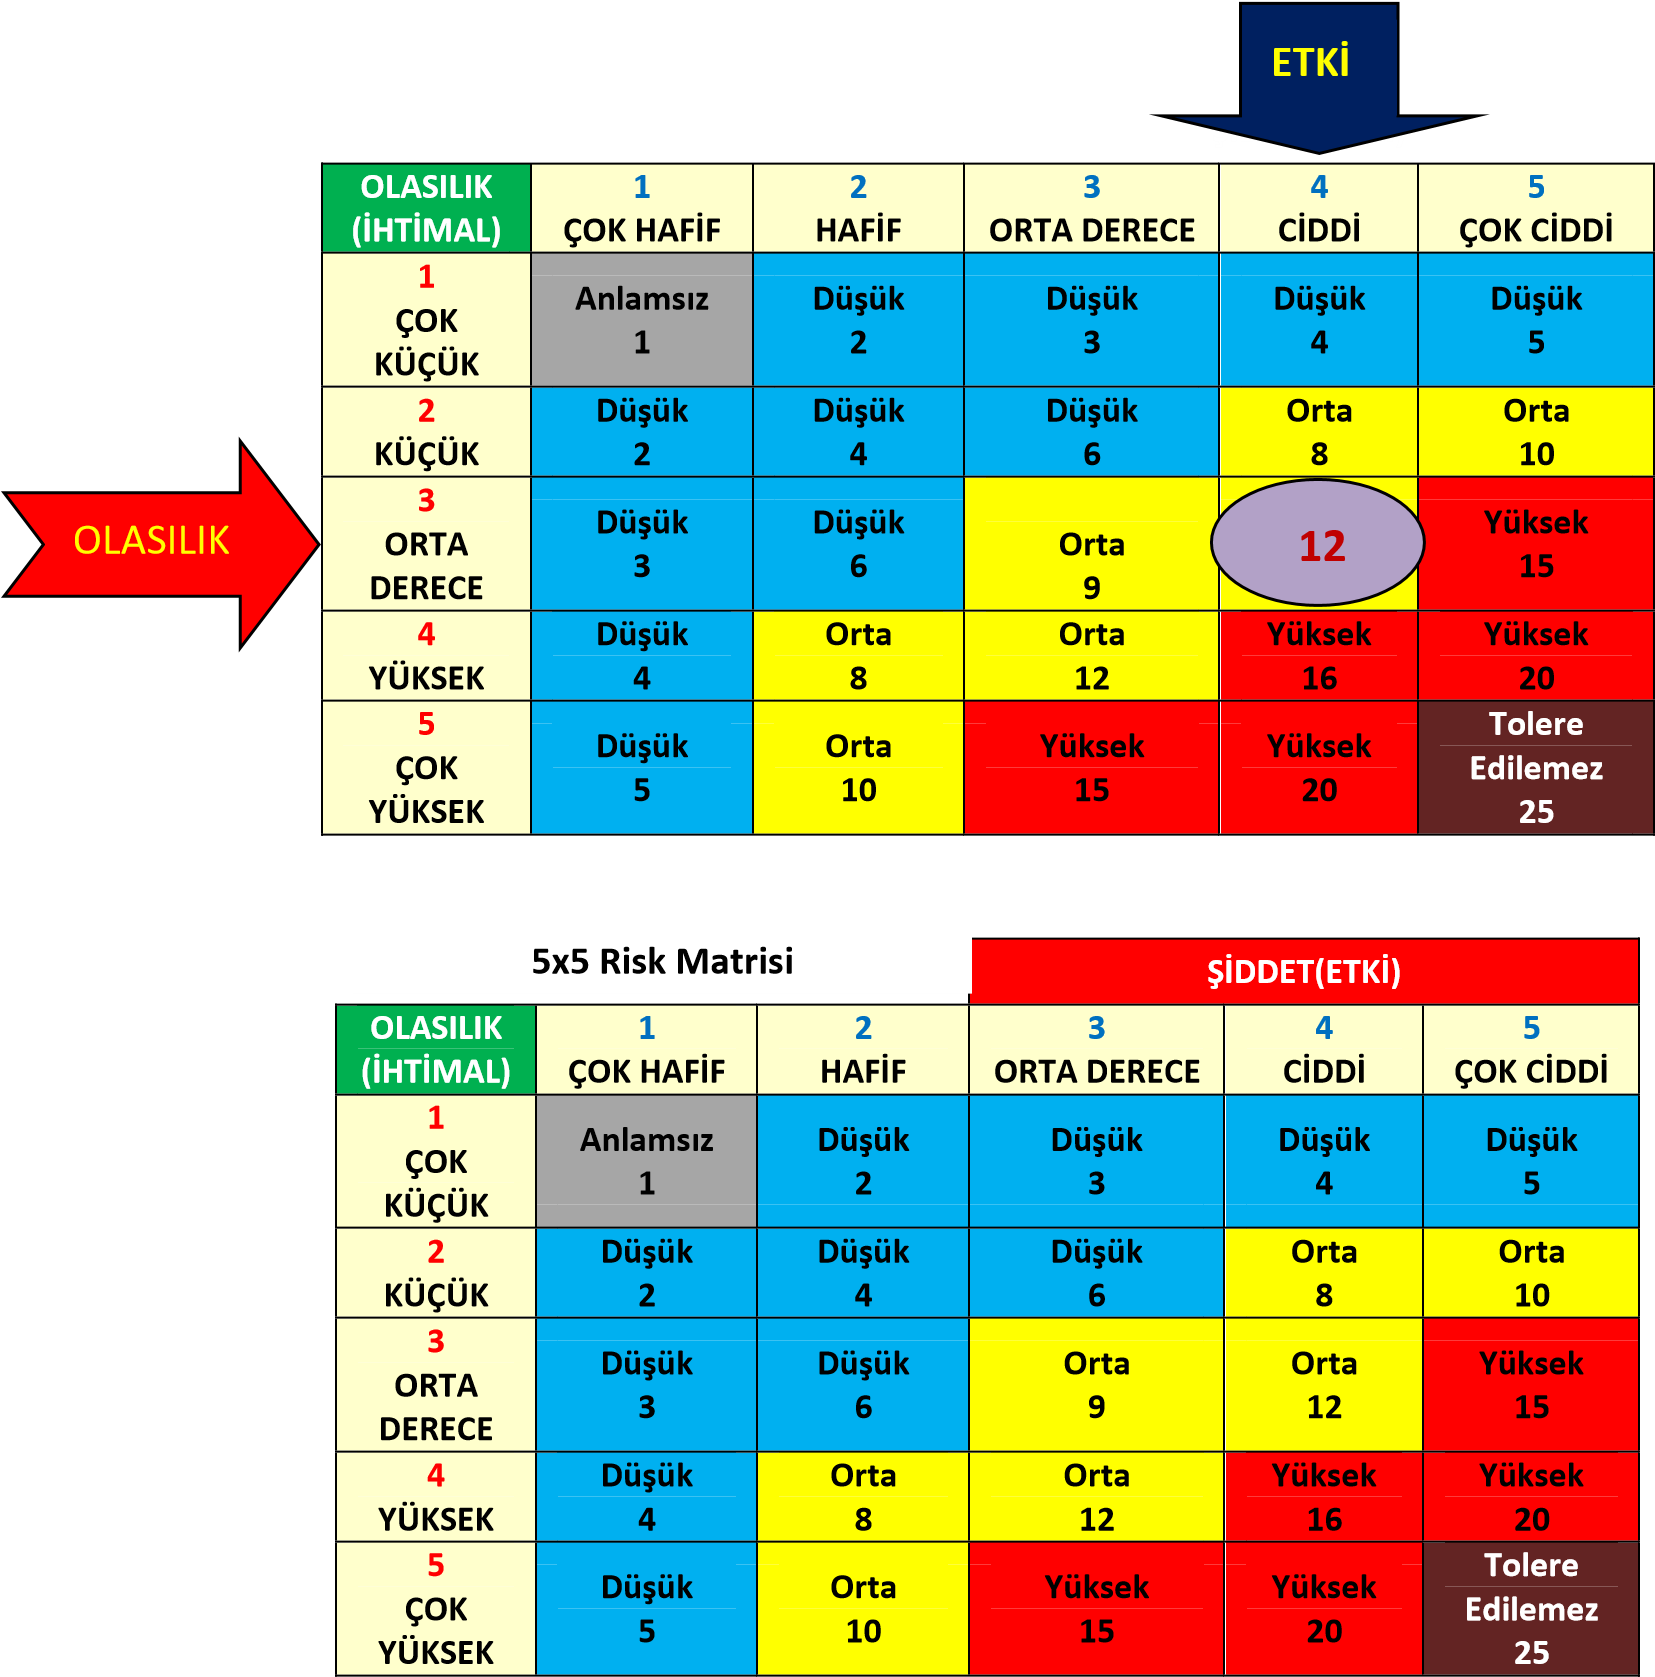 ETKİ
OLASILIK 1 2 3 4 5
(İHTİMAL) ÇOK HAFİF HAFİF ORTA DERECE CİDDİ ÇOK CİDDİ
1
ÇOK
KÜÇÜK
Anlamsız Düşük Düşük Düşük Düşük
1 2 3 4 5
2 Düşük Düşük Düşük Orta Orta
KÜÇÜK 2 4 6 8 10
OLASILIK
3
ORTA
DERECE
Düşük Düşük Orta 12 Yüksek
3 6 9 15
4 Düşük Orta Orta Yüksek Yüksek
YÜKSEK 4 8 12 16 20
5
ÇOK
YÜKSEK
Düşük Orta Yüksek Yüksek Tolere
Edilemez
5 10 15 20 25
5x5 Risk Matrisi
ŞİDDET(ETKİ)
OLASILIK 1 2 3 4 5
(İHTİMAL) ÇOK HAFİF HAFİF ORTA DERECE CİDDİ ÇOK CİDDİ
1
ÇOK
KÜÇÜK
Anlamsız Düşük Düşük Düşük Düşük
1 2 3 4 5
2 Düşük Düşük Düşük Orta Orta
KÜÇÜK 2 4 6 8 10
3
ORTA
DERECE
Düşük Düşük Orta Orta Yüksek
3 6 9 12 15
4 Düşük Orta Orta Yüksek Yüksek
YÜKSEK 4 8 12 16 20
5
ÇOK
YÜKSEK
Düşük Orta Yüksek Yüksek Tolere
Edilemez
5 10 15 20 25